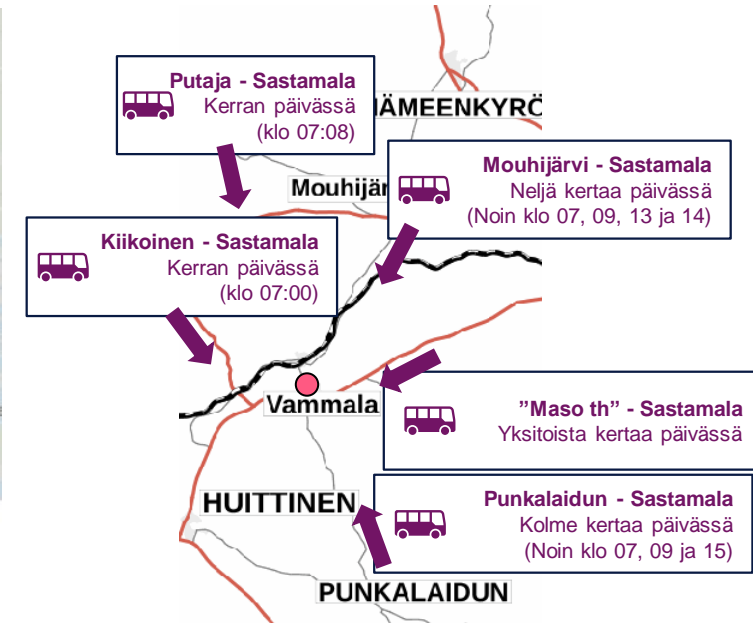 Putaja - Sastamala
Kerran päivässä
(klo 07:08)
ÄMEENKYRÖ
Mouhijär
Mouhijärvi - Sastamala
Neljä kertaa päivässä
(Noin klo 07, 09, 13 ja 14)
Kiikoinen - Sastamala
Kerran päivässä
(klo 07:00)
Vammala
”Maso th” - Sastamala
Yksitoista kertaa päivässä
HUITTINEN
Punkalaidun - Sastamala
Kolme kertaa päivässä
(Noin klo 07, 09 ja 15)
PUNKALAIDUN